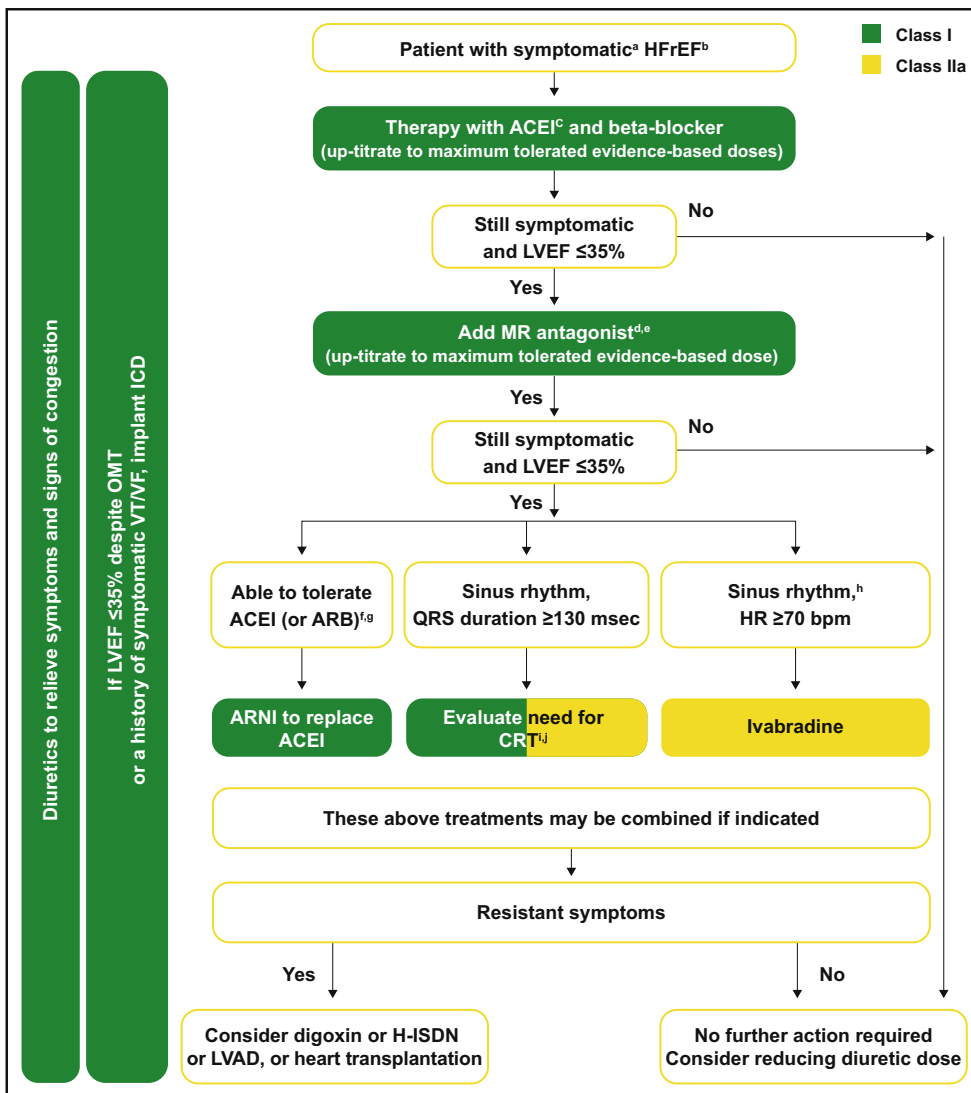 Patient with symptomaticᵃ HFrEFᵇ
Class I
Class IIa
Therapy with ACEIᶜ and beta-blocker
(up-titrate to maximum tolerated evidence-based doses)
No
Still symptomatic
and LVEF ≤35%
Yes
Add MR antagonistᵈ,ᵉ
(up-titrate to maximum tolerated evidence-based dose)
Yes
No
Still symptomatic
and LVEF ≤35%
Yes
Able to tolerate
ACEI (or ARB)ᶠ,ᵍ
Sinus rhythm,
QRS duration ≥130 msec
Sinus rhythm,ʰ
HR ≥70 bpm
ARNI to replace
ACEI
Evaluate need for
CRTⁱ,ʲ
Ivabradine
These above treatments may be combined if indicated
Resistant symptoms
Yes
No
Consider digoxin or H-ISDN
or LVAD, or heart transplantation
No further action required
Consider reducing diuretic dose
Diuretics to relieve symptoms and signs of congestion
If LVEF ≤35% despite OMT
or a history of symptomatic VT/VF, implant ICD